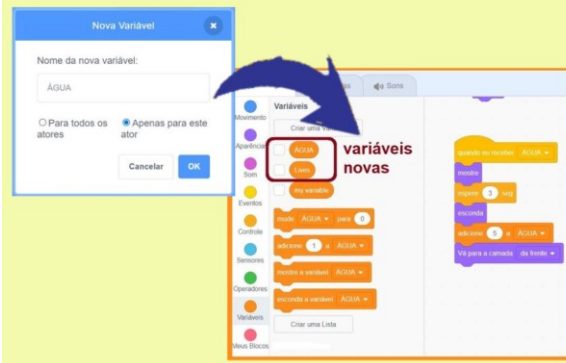 Nova Variável
Nome da nova variável:
ÁGUA
Para todos os atores
Apenas para este ator
Cancelar
OK
Sons
Movimento
Aparência
Som
Eventos
Controle
Sensores
Operadores
Variáveis
Meus Blocos
Variáveis
Criar uma
ÁGUA
Lives
my variable
variáveis
novas
mude ÁGUA para 0
adicione 1 a ÁGUA
mostre a variável ÁGUA
esconda a variável ÁGUA
Criar uma Lista
quando eu receber ÁGUA
mostre
espere 3 seg
esconda
adicione 5 a ÁGUA
Vá para a camada da frente